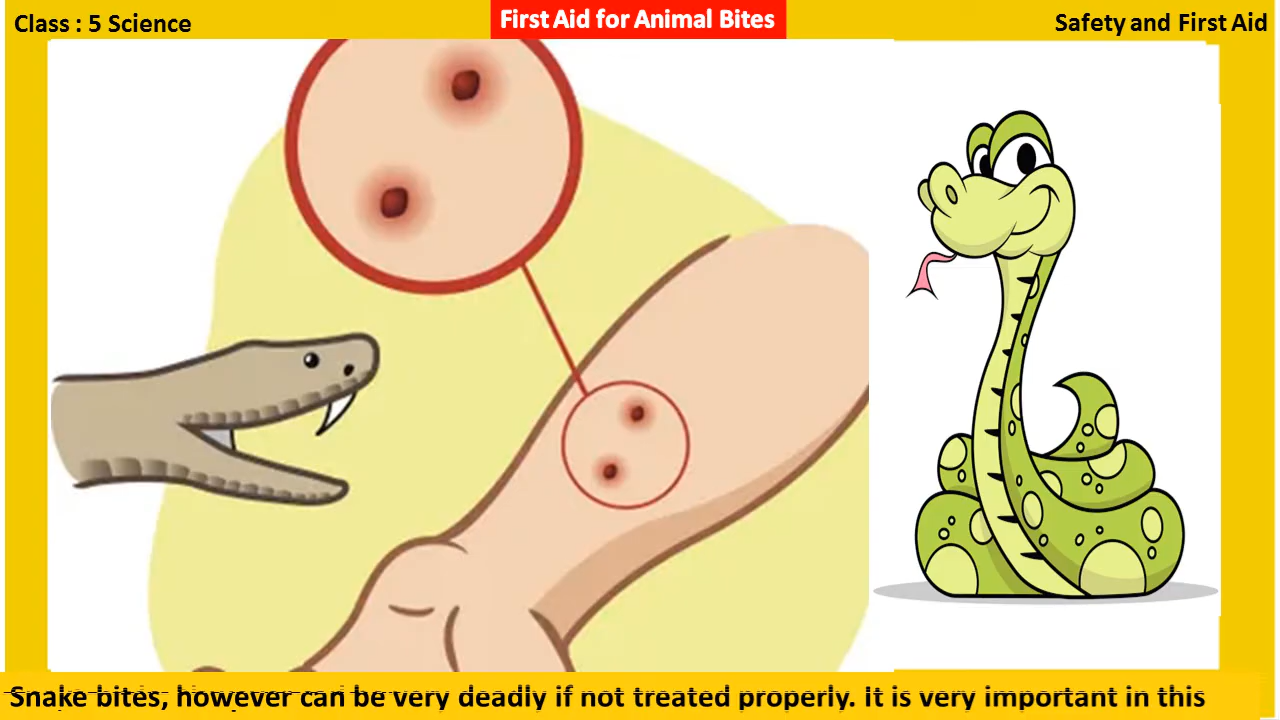 Class : 5 Science
First Aid for Animal Bites
Safety and First Aid
Snake bites, however can be very deadly if not treated properly. It is very important in this